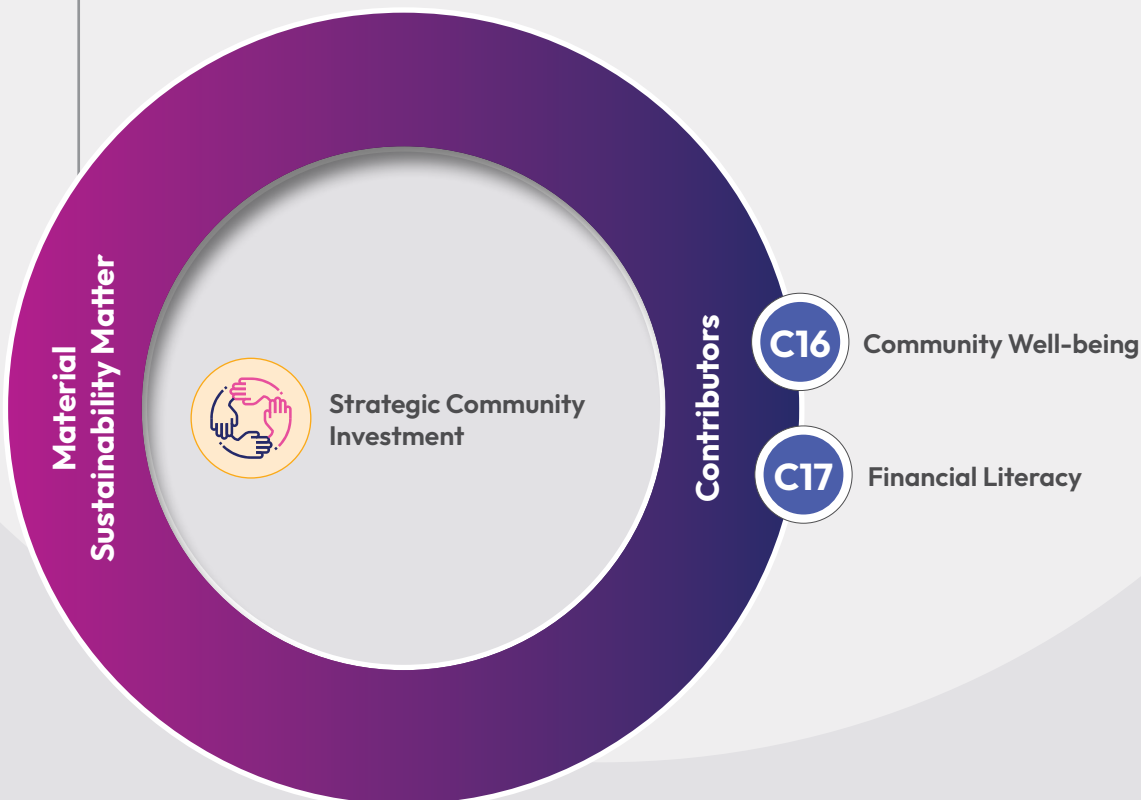 Material
Sustainability Matter
Strategic Community
Investment
Contributors
C16
Community Well-being
C17
Financial Literacy